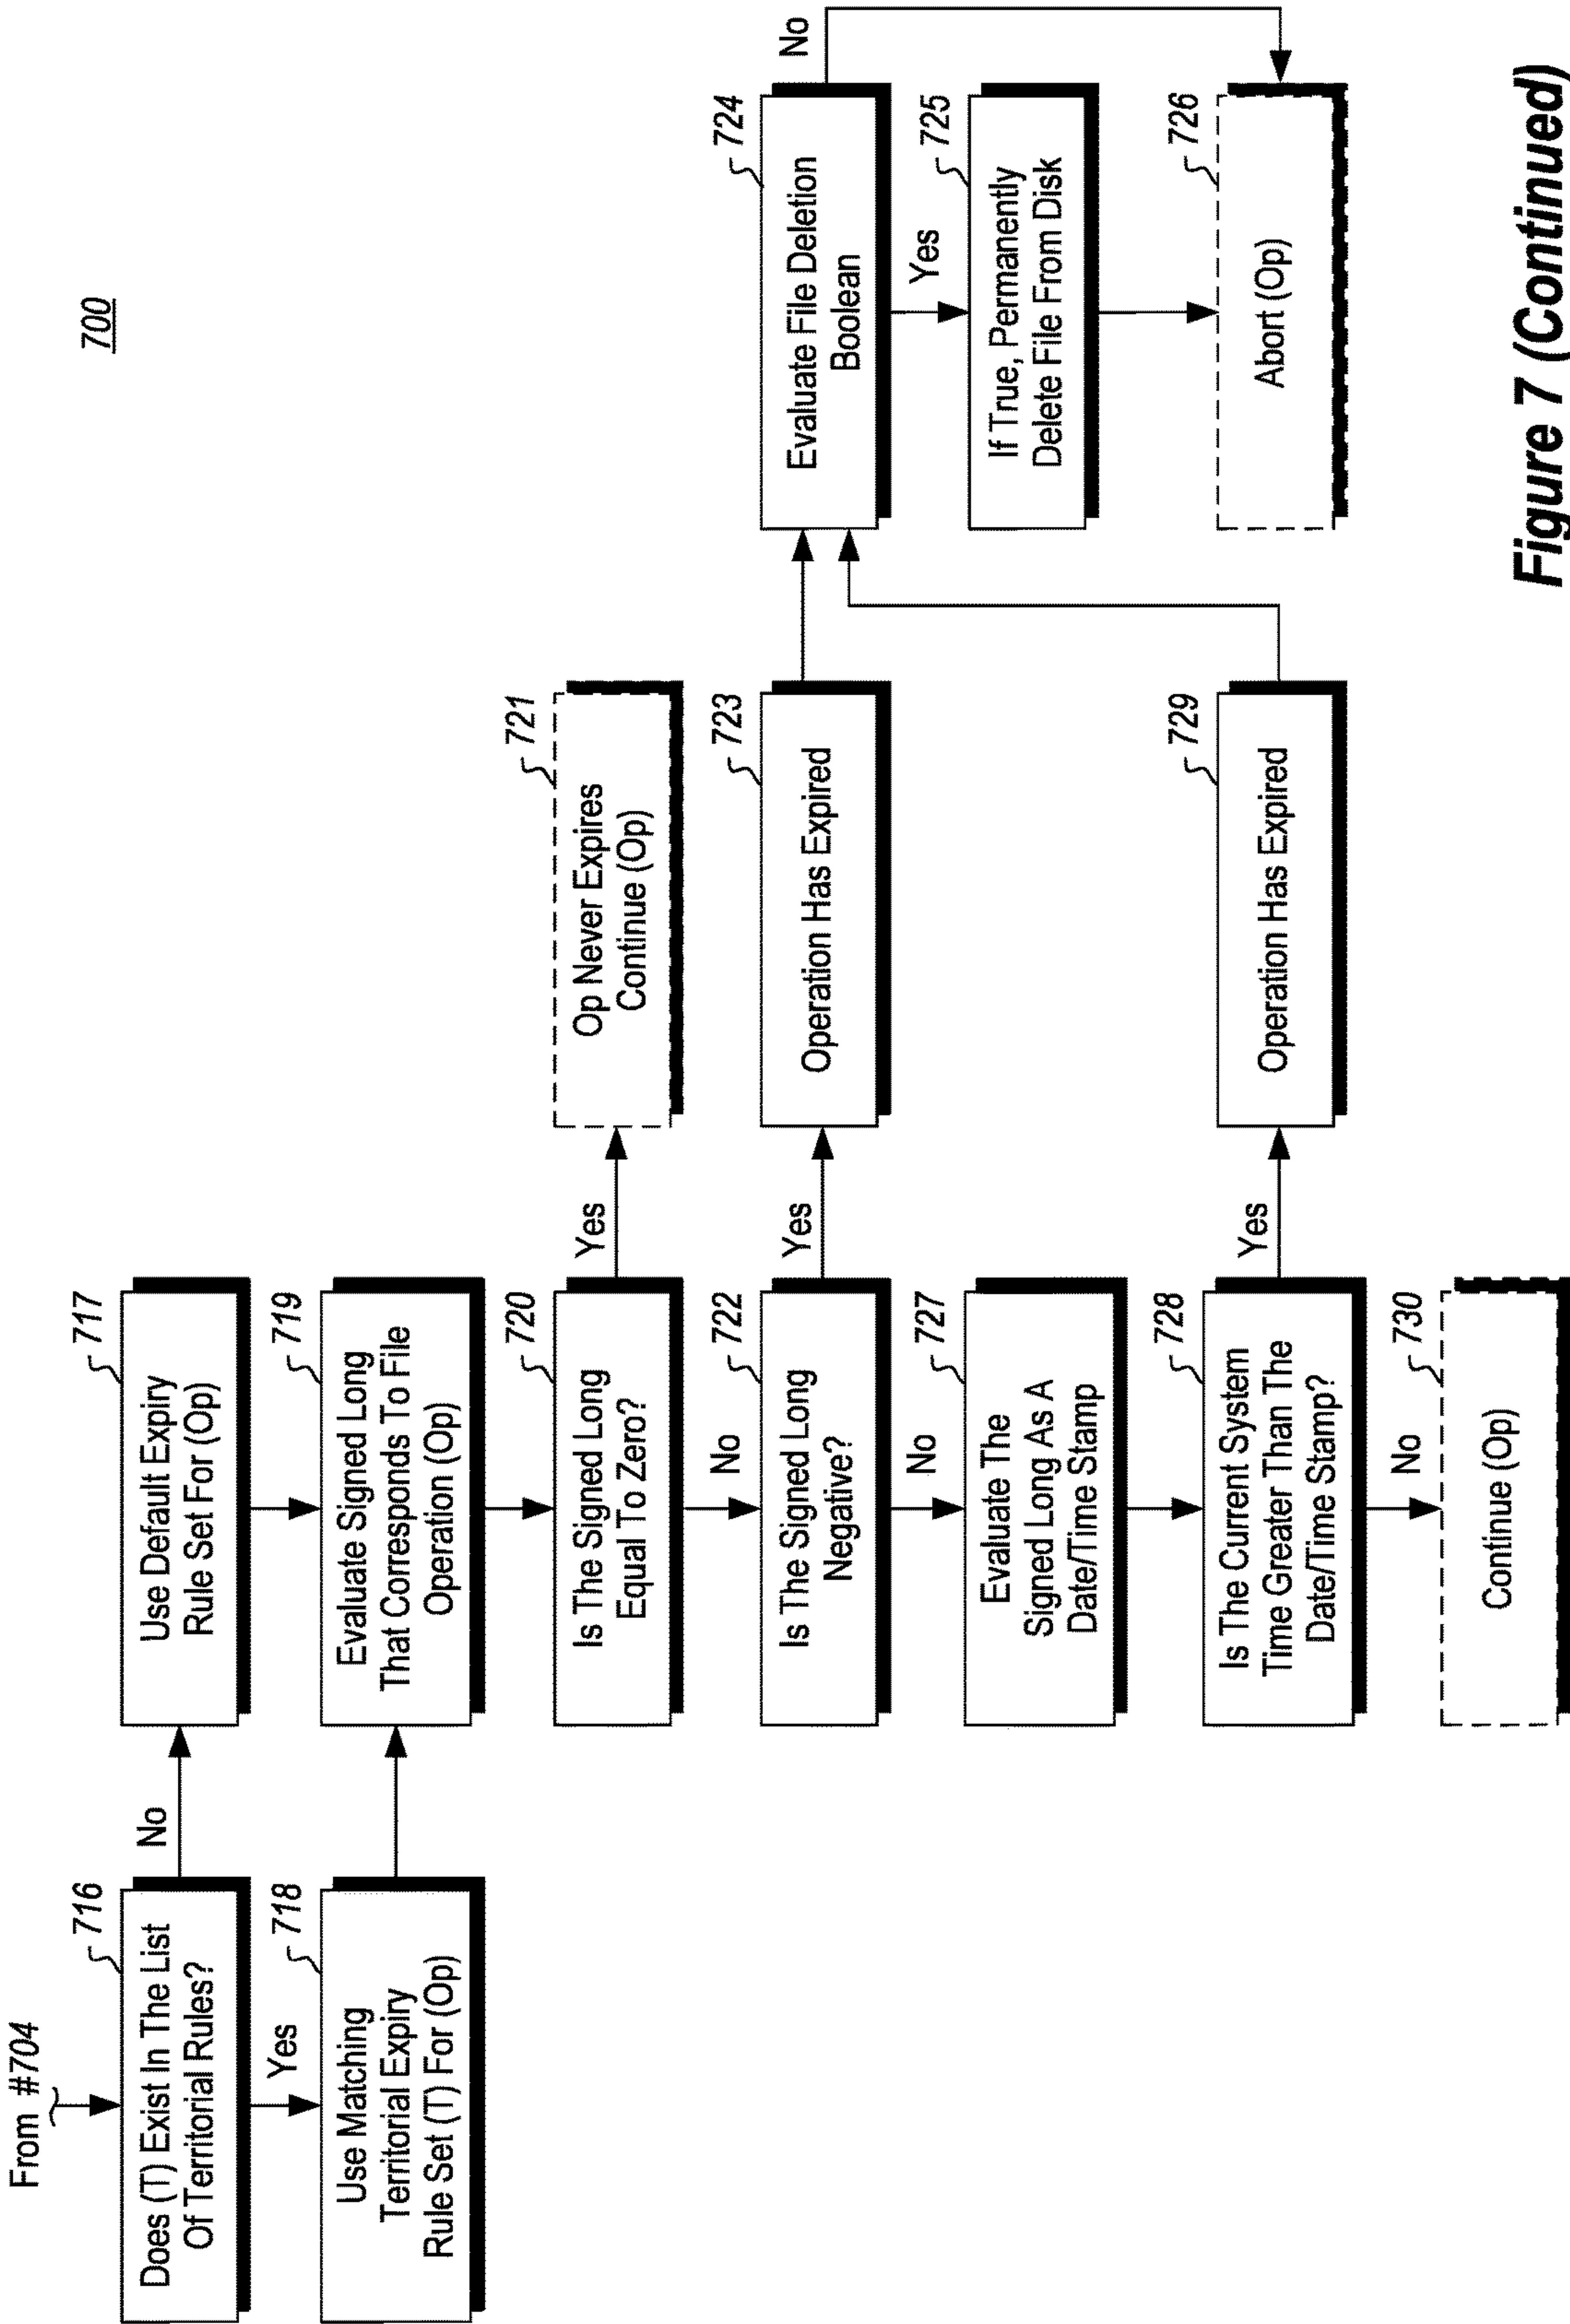 700
From #704
716
Does (T) Exist In The List
Of Territorial Rules?
No
Yes
717
Use Default Expiry
Rule Set For (Op)
718
Use Matching
Territorial Expiry
Rule Set (T) For (Op)
719
Evaluate Signed Long
That Corresponds To File
Operation (Op)
720
Is The Signed Long
Equal To Zero?
Yes
721
Op Never Expires
Continue (Op)
No
722
Is The Signed Long
Negative?
Yes
723
Operation Has Expired
724
Evaluate File Deletion
Boolean
No
Yes
725
If True, Permanently
Delete File From Disk
726
Abort (Op)
No
727
Evaluate The
Signed Long As A
Date/Time Stamp
728
Is The Current System
Time Greater Than The
Date/Time Stamp?
Yes
729
Operation Has Expired
No
730
Continue (Op)
Figure 7 (Continued)